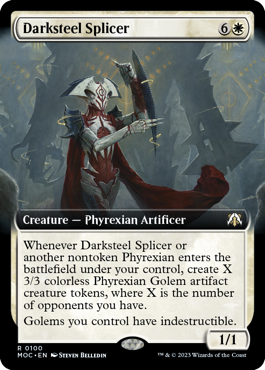 Darksteel Splicer 6
Creature — Phyrexian Artificer
Whenever Darksteel Splicer or
another nontoken Phyrexian enters the
battlefield under your control, create X
3/3 colorless Phyrexian Golem artifact
creature tokens, where X is the number
of opponents you have.
Golems you control have indestructible.
1/1
R 0100
MOC • EN STEVEN BELLEDIN
™ & © 2023 Wizards of the Coast